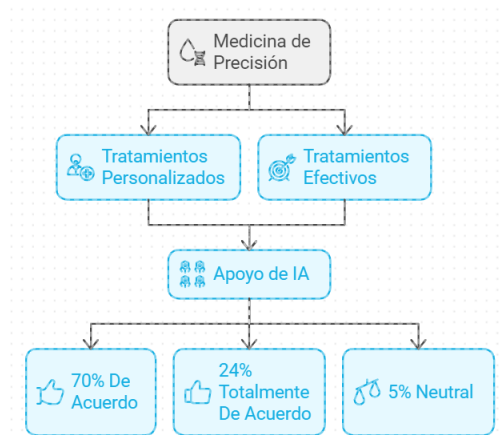 Medicina de
Precisión
Tratamientos
Personalizados
Tratamientos
Efectivos
Apoyo de IA
70% De
Acuerdo
24%
Totalmente
De Acuerdo
5% Neutral